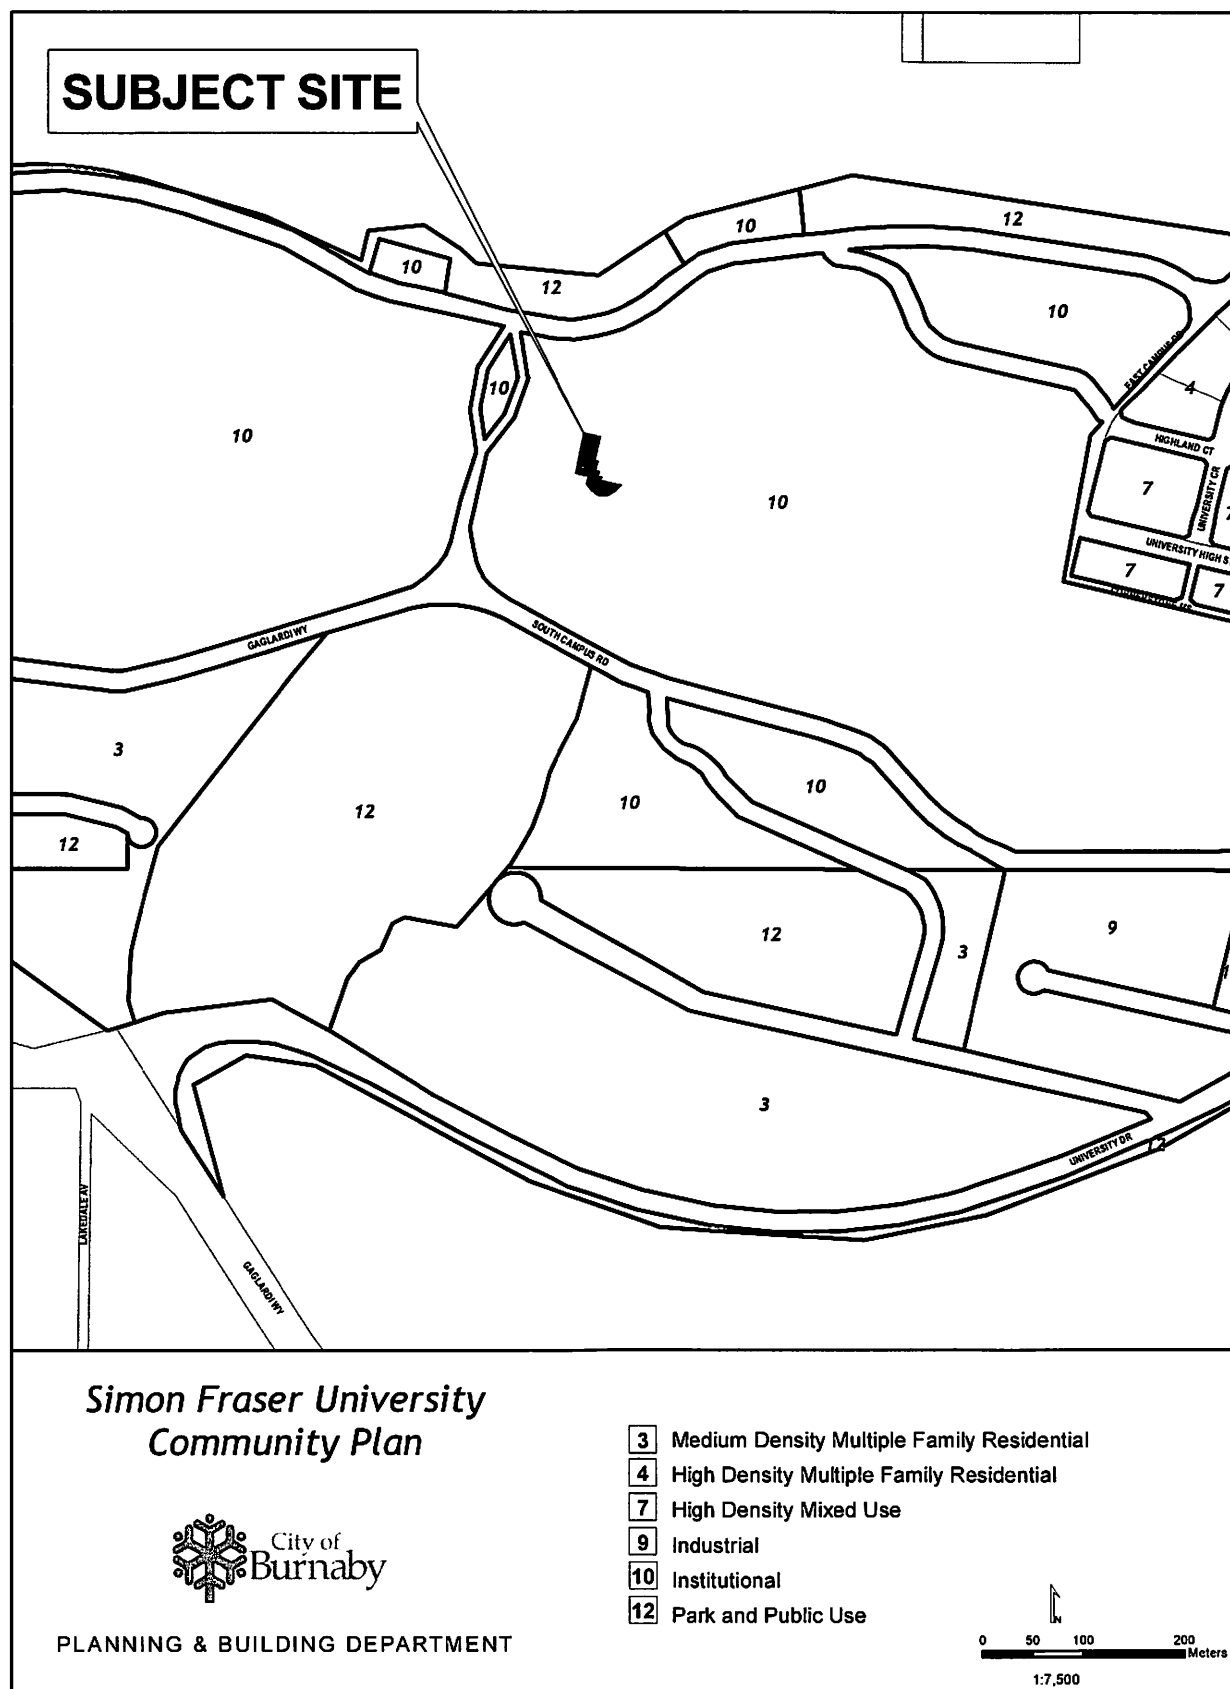 SUBJECT SITE
12
10
10
12
10
10
EAST CAMPUS RD
4
10
10
HIGHLAND CT
7
UNIVERSITY CR
10
UNIVERSITY HIGH S
7
7
SOUTH CAMPUS RD
GAGLARDI WY
3
10
10
12
12
12
9
3
1
3
UNIVERSITY DR
12
LAKEDALE AV
GAGLARDI WY
Simon Fraser University
Community Plan
City of
Burnaby
PLANNING & BUILDING DEPARTMENT
3 Medium Density Multiple Family Residential
4 High Density Multiple Family Residential
7 High Density Mixed Use
9 Industrial
10 Institutional
12 Park and Public Use
N
0 50 100 200
Meters
1:7,500